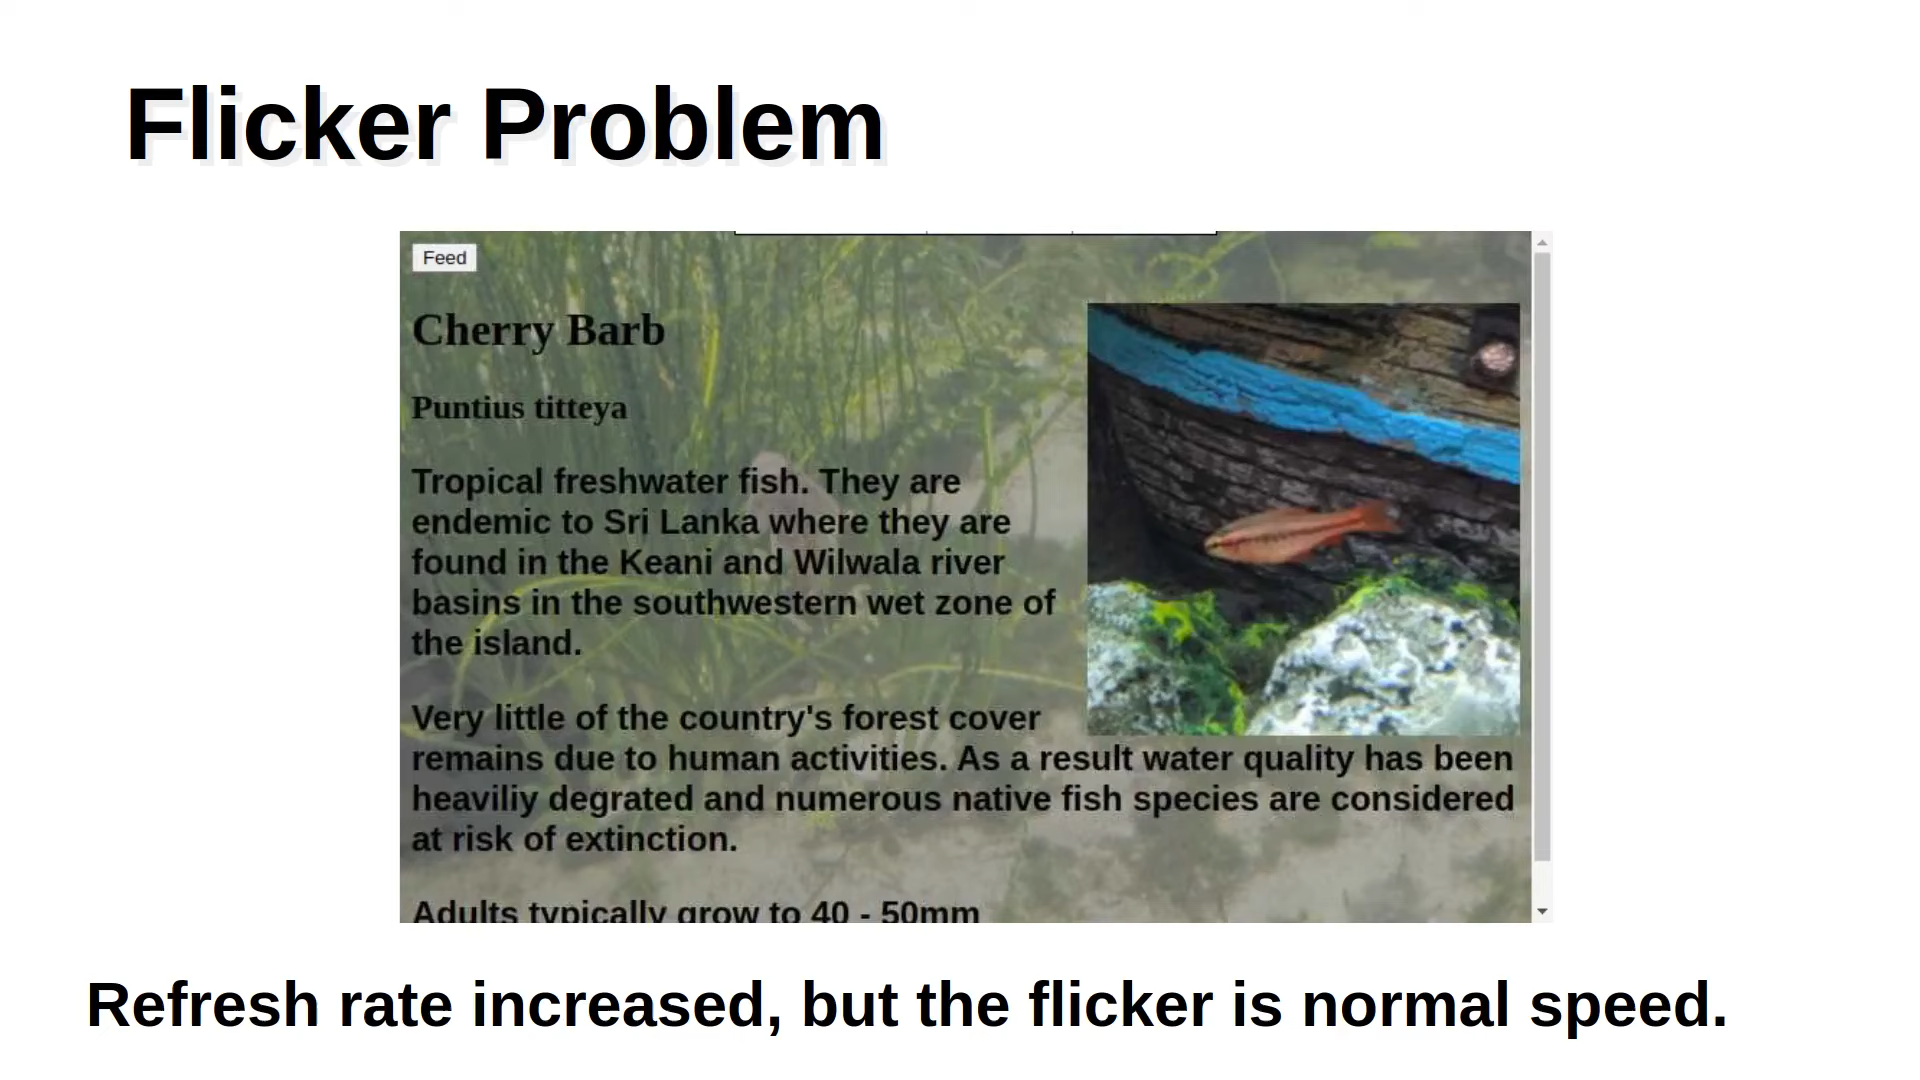 Flicker Problem
Feed
Cherry Barb
Puntius titteya
Tropical freshwater fish. They are
endemic to Sri Lanka where they are
found in the Keani and Wilwala river
basins in the southwestern wet zone of
the island.
Very little of the country's forest cover
remains due to human activities. As a result water quality has been
heaviliy degrated and numerous native fish species are considered
at risk of extinction.
Adults typically grow to 40 - 50mm
Refresh rate increased, but the flicker is normal speed.